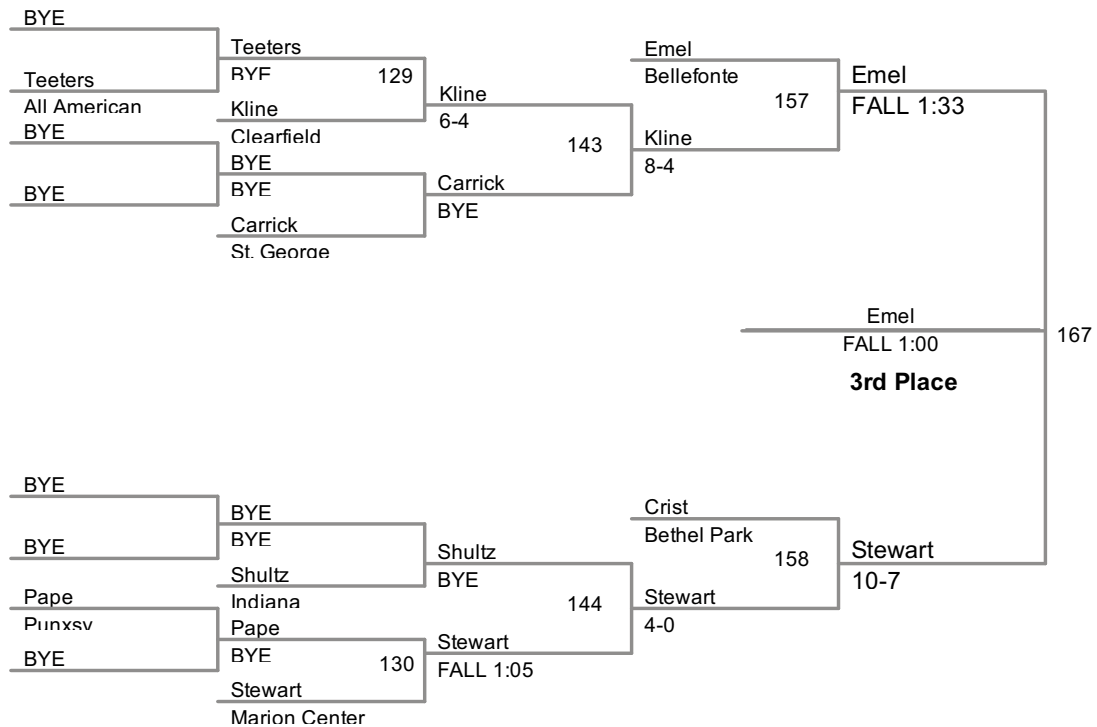 BYE
Teeters
All American
BYE
BYE
Teeters
BYE
129
Kline
Clearfield
BYE
BYE
Carrick
St. George
Kline
6-4
143
Carrick
BYE
Emel
Bellefonte
157
Kline
8-4
Emel
FALL 1:33
Emel
FALL 1:00
167
3rd Place
BYE
BYE
Pape
Punxsy
BYE
BYE
BYE
Shultz
Indiana
Pape
BYE
130
Stewart
Marion Center
Shultz
BYE
144
Stewart
FALL 1:05
Crist
Bethel Park
158
Stewart
4-0
Stewart
10-7